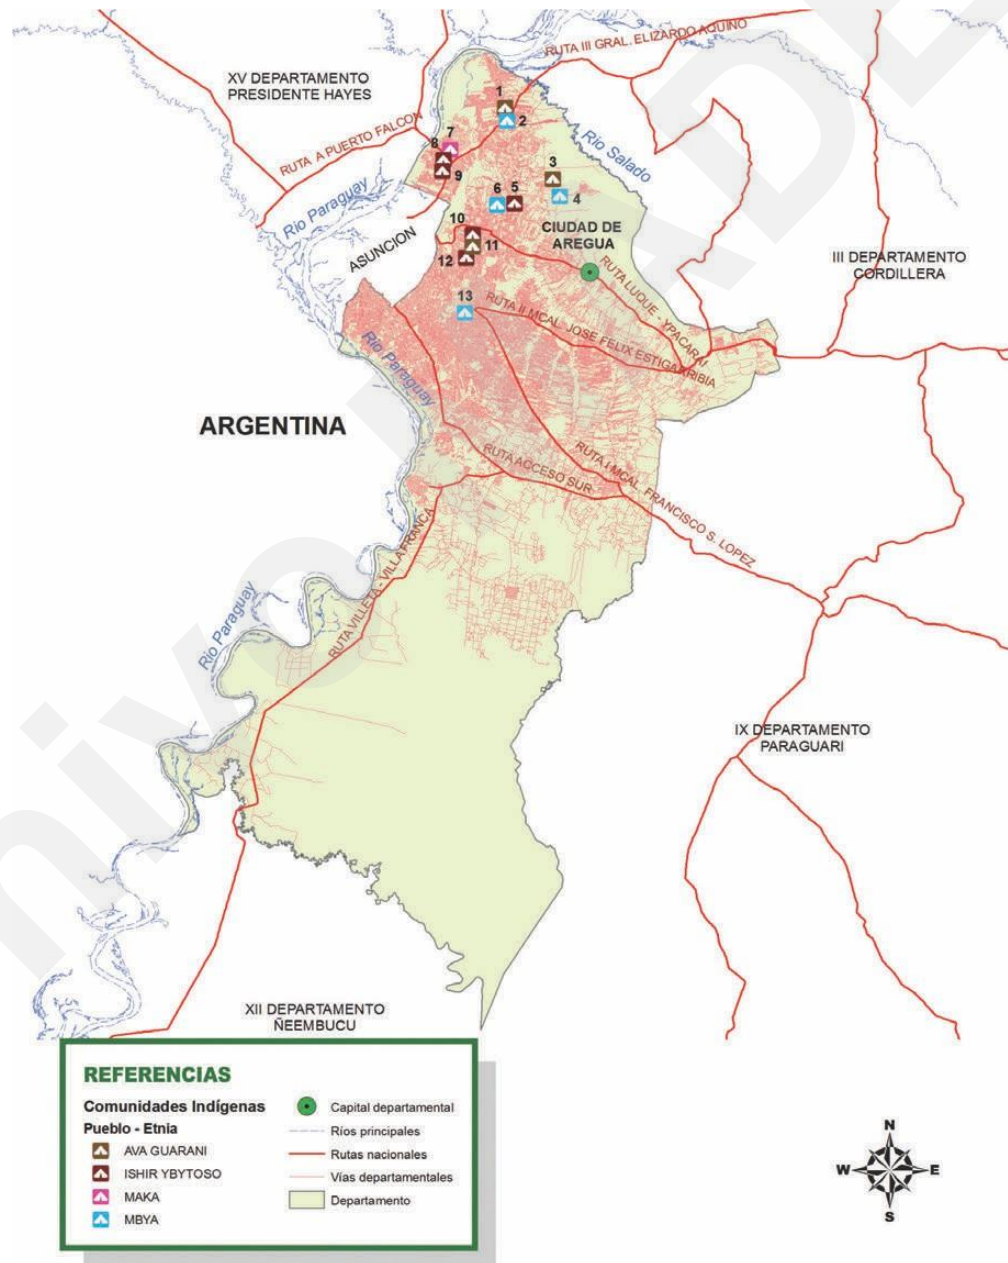 RUTA III GRAL. ELIZARDO AQUINO
XV DEPARTAMENTO
PRESIDENTE HAYES
RUTA A PUERTO FALCON
1
2
Rio Salado
7
8
9
3
4
6
5
Rio Paraguay
ASUNCION
10
11
12
CIUDAD DE
AREGUA
III DEPARTAMENTO
CORDILLERA
RUTA LUQUE - YPACARAI
13
RUTA II MCAL. JOSE FELIX ESTIGARRIBIA
Rio Paraguay
ARGENTINA
RUTA ACCESO SUR
RUTA I MCAL. FRANCISCO S. LOPEZ
RUTA VILLETA - VILLA FRANCA
Rio Paraguay
IX DEPARTAMENTO
PARAGUARI
XII DEPARTAMENTO
ÑEEMBUCU
REFERENCIAS
Comunidades Indígenas
Pueblo - Etnia
AVA GUARANI
ISHIR YBYTOSO
MAKA
MBYA
Capital departamental
Ríos principales
Rutas nacionales
Vías departamentales
Departamento
N
W
E
S